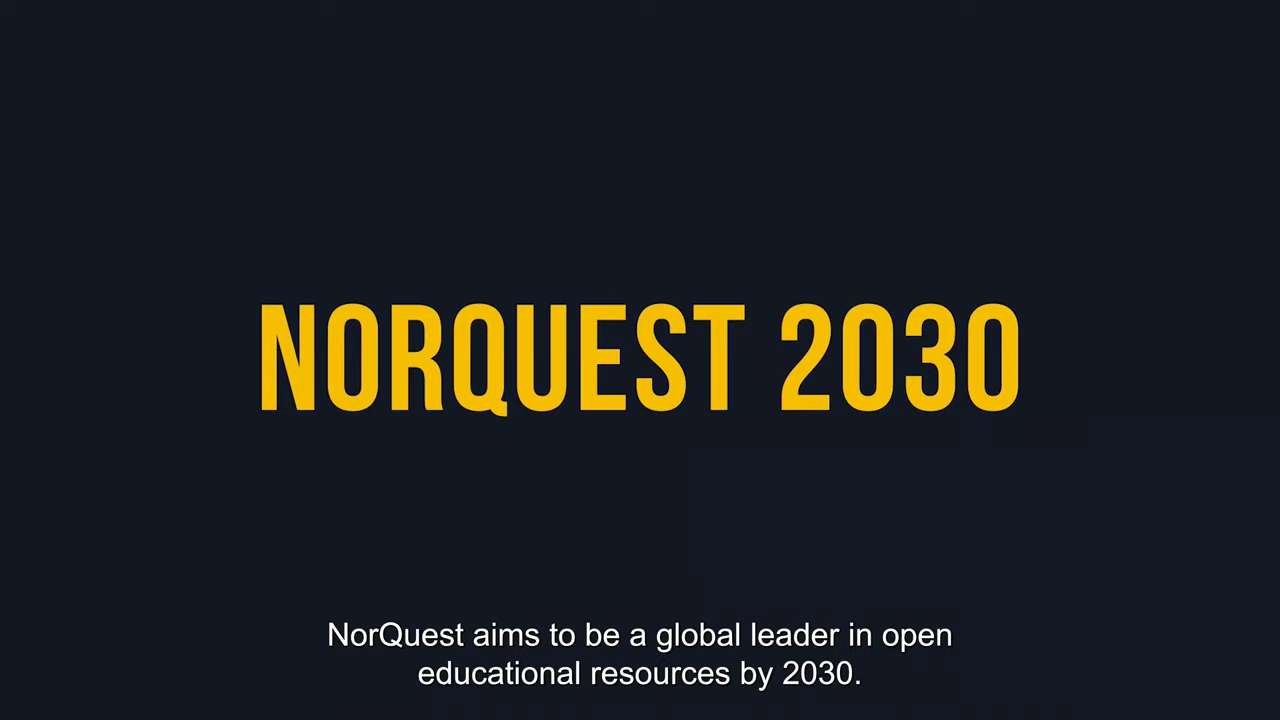 NORQUEST 2030
NorQuest aims to be a global leader in open
educational resources by 2030.